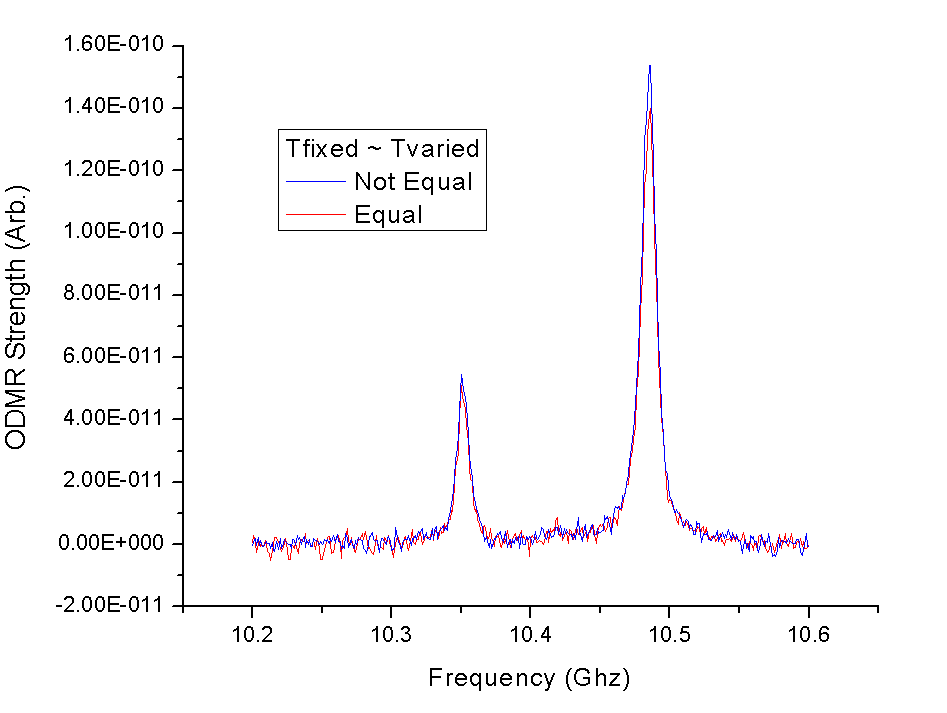 1.60E-010
1.40E-010
1.20E-010
1.00E-010
8.00E-011
6.00E-011
4.00E-011
2.00E-011
0.00E+000
-2.00E-011
ODMR Strength (Arb.)
Tfixed ~ Tvaried
Not Equal
Equal
10.2 10.3 10.4 10.5 10.6
Frequency (Ghz)